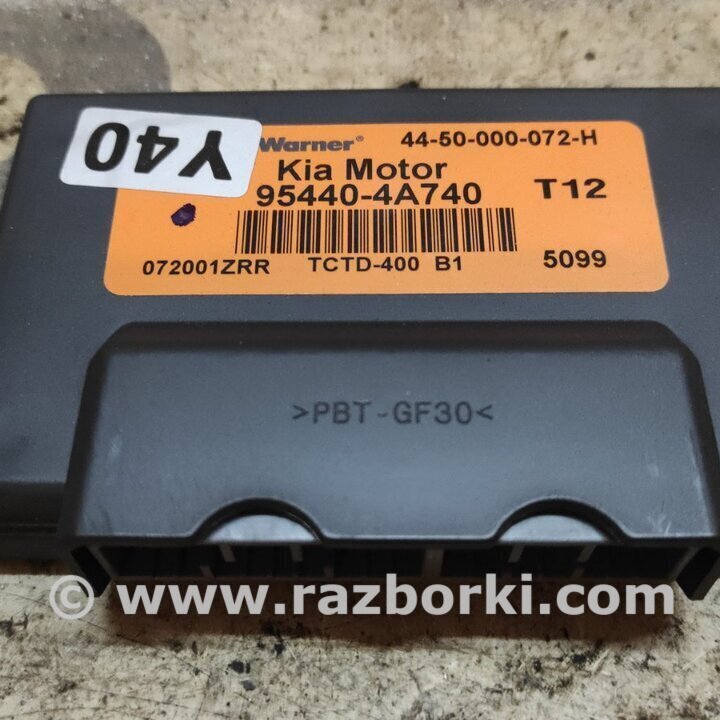 Y40
Warner® 44-50-000-072-H
Kia Motor
95440-4A740 T12
072001ZRR TCTD-400 B1 5099
>PBT-GF30<
© www.razborki.com